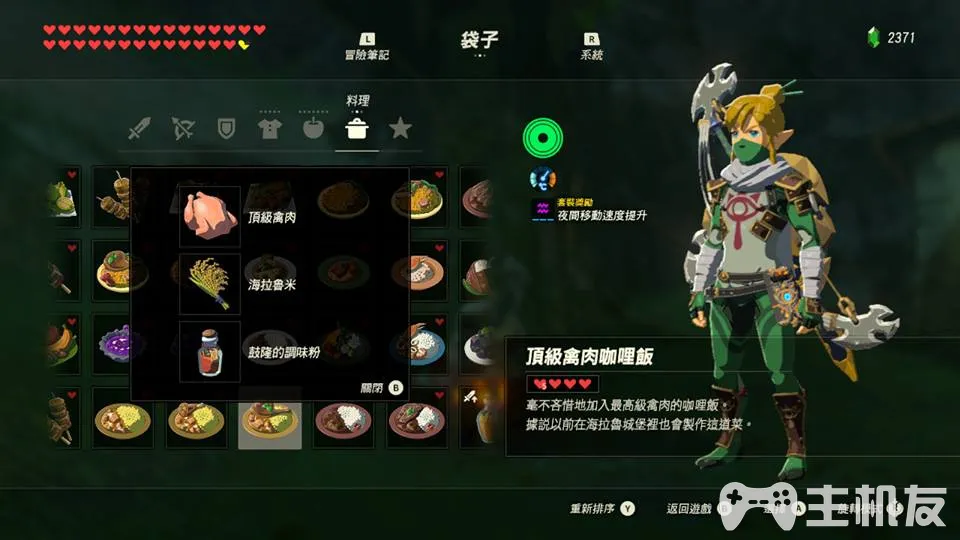 L
冒險筆記
袋子
R
系統
2371
料理
套裝獎勵
夜間移動速度提升
頂級禽肉
海拉魯米
鼓隆的調味粉
關閉 B
頂級禽肉咖哩飯
毫不吝惜地加入最高級禽肉的咖哩飯。
據説以前在海拉魯城堡裡也會製作這道菜。
重新排序 Y 返回遊戲 B 選擇 A
主机友